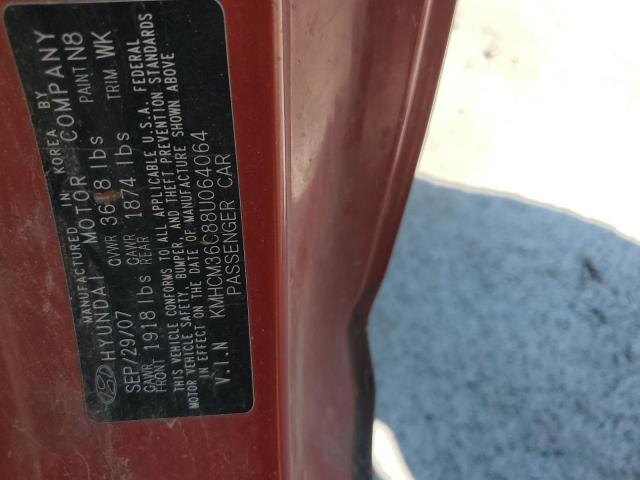 MANUFACTURED IN KOREA BY
HYUNDAI MOTOR COMPANY
SEP/29/07 GVWR 3618 lbs PAINT N8
GAWR FRONT 1918 lbs GAWR REAR 1874 lbs TRIM WK
THIS VEHICLE CONFORMS TO ALL APPLICABLE U.S.A. FEDERAL
MOTOR VEHICLE SAFETY, BUMPER, AND THEFT PREVENTION STANDARDS
IN EFFECT ON THE DATE OF MANUFACTURE SHOWN ABOVE
V.I.N KMHCM36C88U064064
PASSENGER CAR